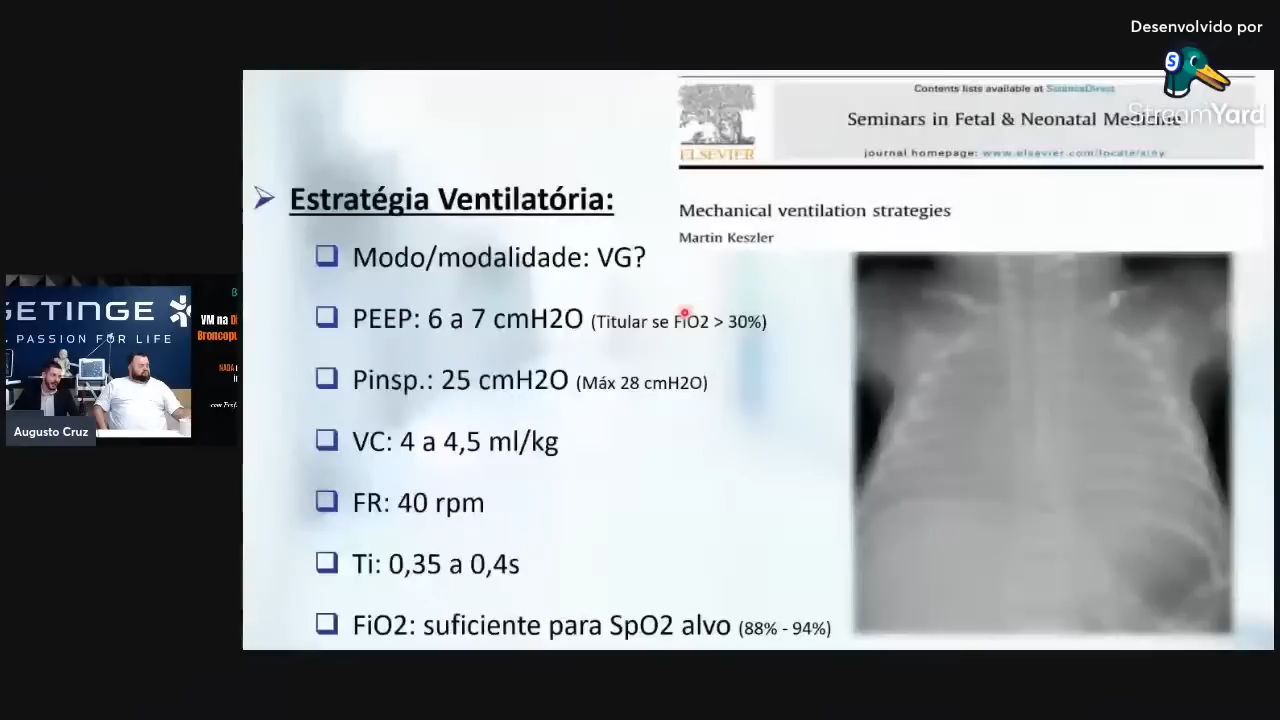 Desenvolvido por
S
StreamYard
Contents lists available at ScienceDirect
Seminars in Fetal & Neonatal Medicine
ELSEVIER
journal homepage: www.elsevier.com/locate/siny
Mechanical ventilation strategies
Martin Keszler
Estratégia Ventilatória:
Modo/modalidade: VG?
PEEP: 6 a 7 cmH2O (Titular se FiO2 > 30%)
Pinsp.: 25 cmH2O (Máx 28 cmH2O)
VC: 4 a 4,5 ml/kg
FR: 40 rpm
Ti: 0,35 a 0,4s
FiO2: suficiente para SpO2 alvo (88% - 94%)
GETINGE
PASSION FOR LIFE
VM na
Broncopu
NADA
Augusto Cruz